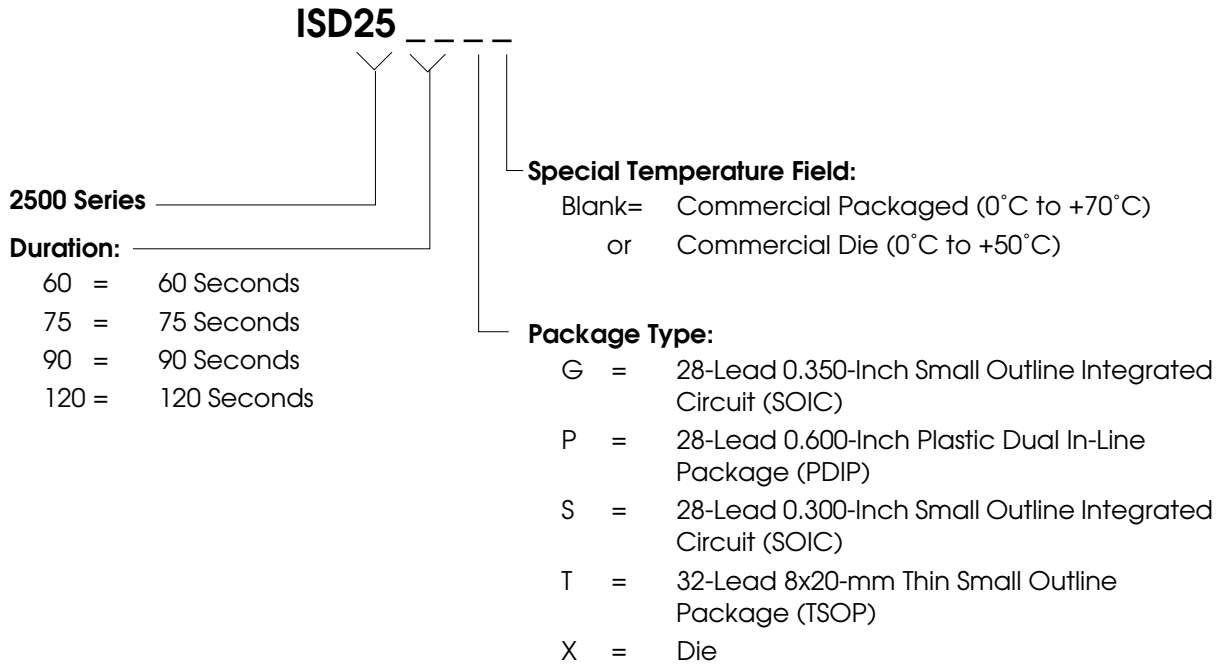 ISD25 _ _ _ _
2500 Series
Duration:
60 = 60 Seconds
75 = 75 Seconds
90 = 90 Seconds
120 = 120 Seconds
Special Temperature Field:
Blank= Commercial Packaged (0˚C to +70˚C)
or Commercial Die (0˚C to +50˚C)
Package Type:
G = 28-Lead 0.350-Inch Small Outline Integrated
Circuit (SOIC)
P = 28-Lead 0.600-Inch Plastic Dual In-Line
Package (PDIP)
S = 28-Lead 0.300-Inch Small Outline Integrated
Circuit (SOIC)
T = 32-Lead 8x20-mm Thin Small Outline
Package (TSOP)
X = Die